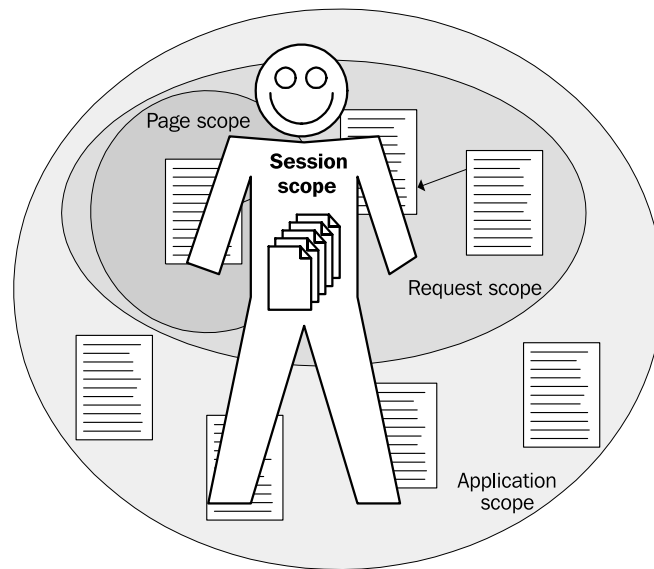 Page scope
Session
scope
Request scope
Application
scope